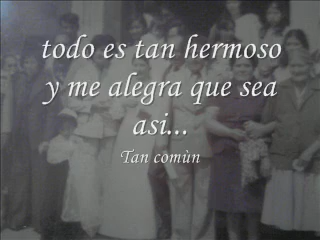 todo es tan hermoso
y me alegra que sea
asi...
Tan comùn